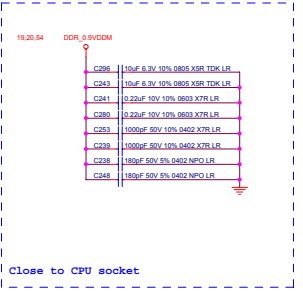 19,20,54 DDR_0.9VDDM
C296 10uF 6.3V 10% 0805 X5R TDK LR
C243 10uF 6.3V 10% 0805 X5R TDK LR
C241 0.22uF 10V 10% 0603 X7R LR
C280 0.22uF 10V 10% 0603 X7R LR
C253 1000pF 50V 10% 0402 X7R LR
C239 1000pF 50V 10% 0402 X7R LR
C238 180pF 50V 5% 0402 NPO LR
C248 180pF 50V 5% 0402 NPO LR
Close to CPU socket